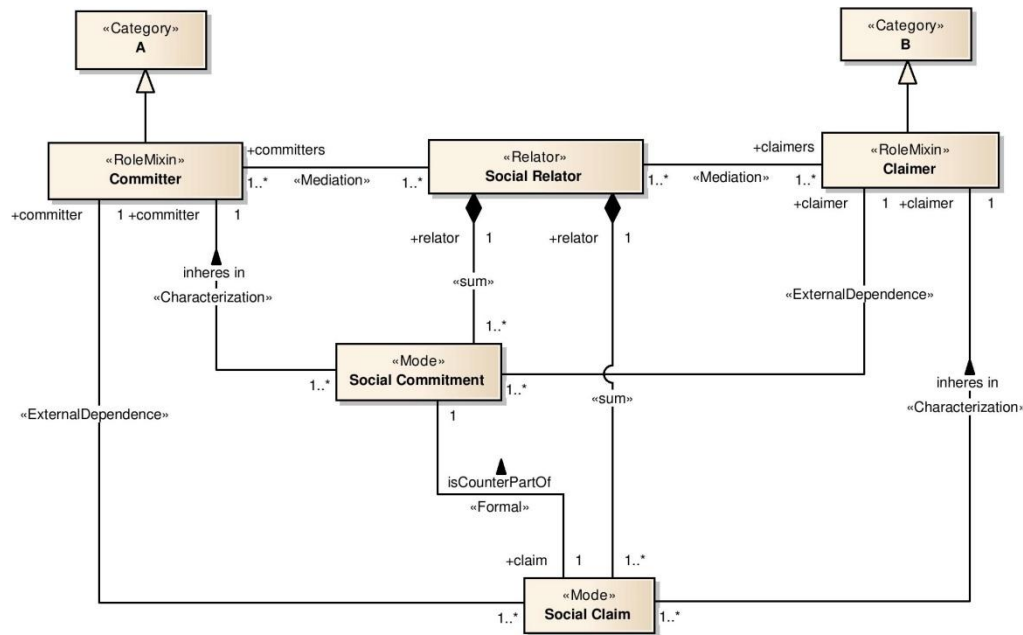 «Category»
A
«Category»
B
«RoleMixin»
Committer
+committers
1..*
«Mediation»
1..*
«Relator»
Social Relator
1..*
«Mediation»
+claimers
1..*
«RoleMixin»
Claimer
+committer
1
+committer
1
+relator
1
+relator
1
+claimer
1
+claimer
1
inheres in
«Characterization»
«sum»
«ExternalDependence»
1..*
1..*
«Mode»
Social Commitment
1..*
inheres in
«Characterization»
«ExternalDependence»
«sum»
1
isCounterPartOf
«Formal»
+claim
1
1..*
1..*
«Mode»
Social Claim
1..*